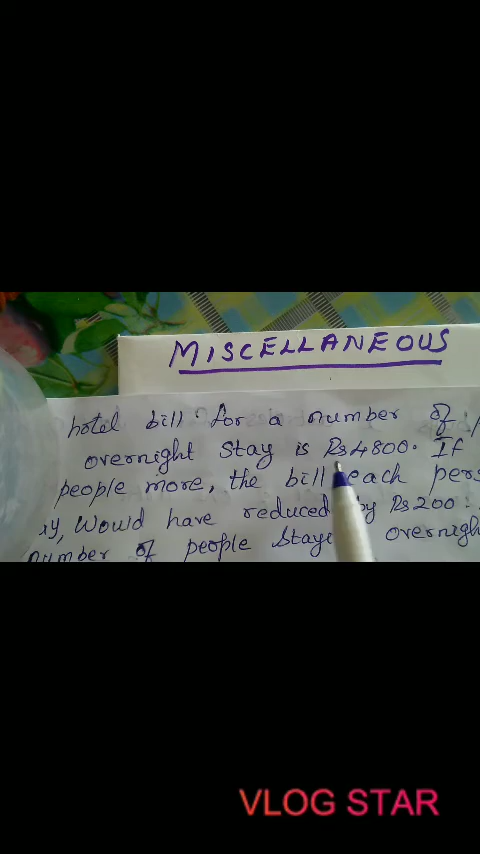 MISCELLANEOUS
hotel bill for a number of
overnight stay is Rs 4800. If
people more, the bill each pers
y, would have reduced by Rs 200.
number of people staye overnigh
VLOG STAR